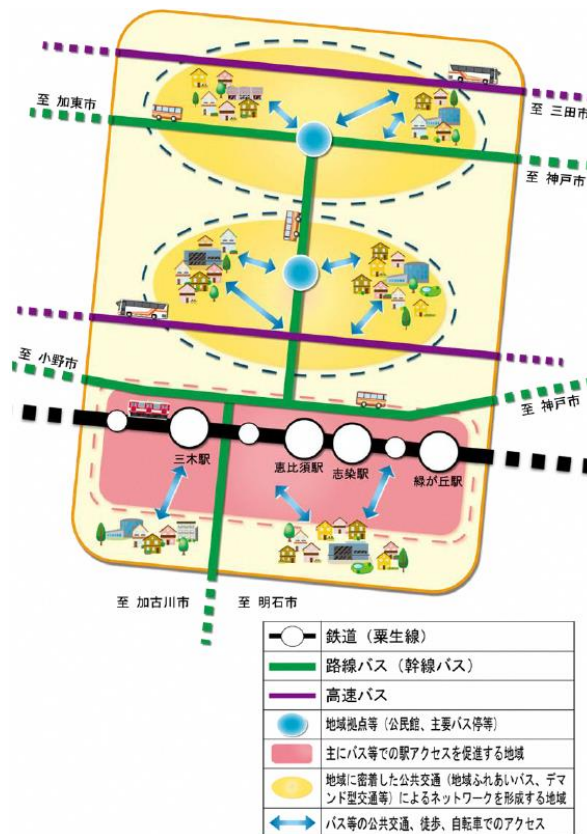 至 加東市
至 三田市
至 神戸市
至 小野市
至 神戸市
三木駅
恵比須駅
志染駅
緑が丘駅
至 加古川市
至 明石市
鉄道（粟生線）
路線バス（幹線バス）
高速バス
地域拠点等（公民館、主要バス停等）
主にバス等での駅アクセスを促進する地域
地域に密着した公共交通（地域ふれあいバス、デマ
ンド型交通等）によるネットワークを形成する地域
バス等の公共交通、徒歩、自転車でのアクセス